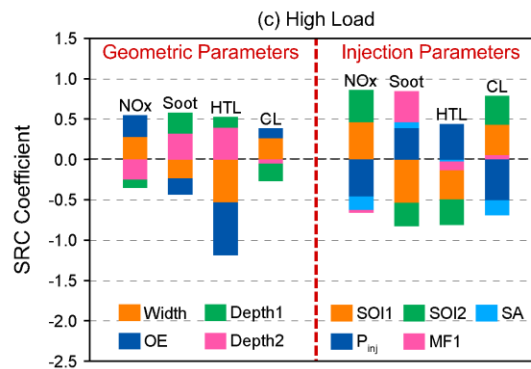 (c) High Load
Geometric Parameters
Injection Parameters
SRC Coefficient
1.5
1.0
0.5
0.0
-0.5
-1.0
-1.5
-2.0
-2.5
NOx
Soot
HTL
CL
NOx
Soot
HTL
CL
Width
Depth1
OE
Depth2
SOI1
SOI2
SA
Pinj
MF1